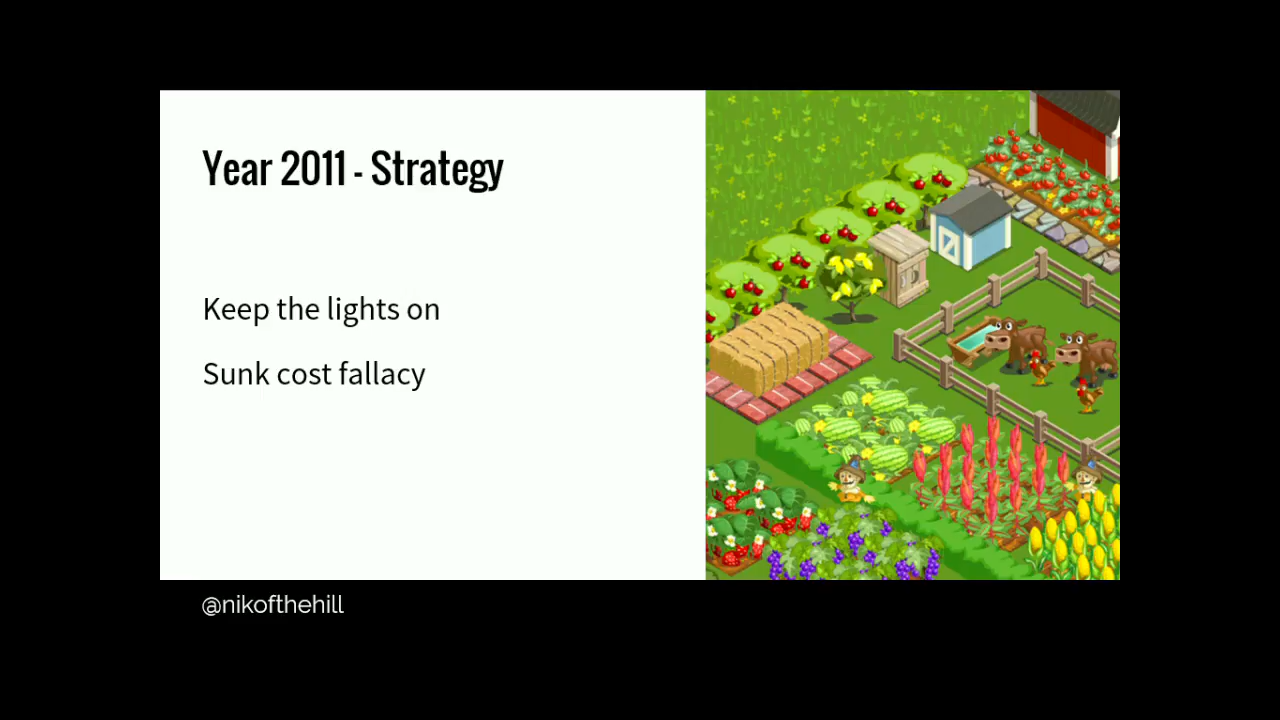 Year 2011 - Strategy
Keep the lights on
Sunk cost fallacy
@nikofthehill